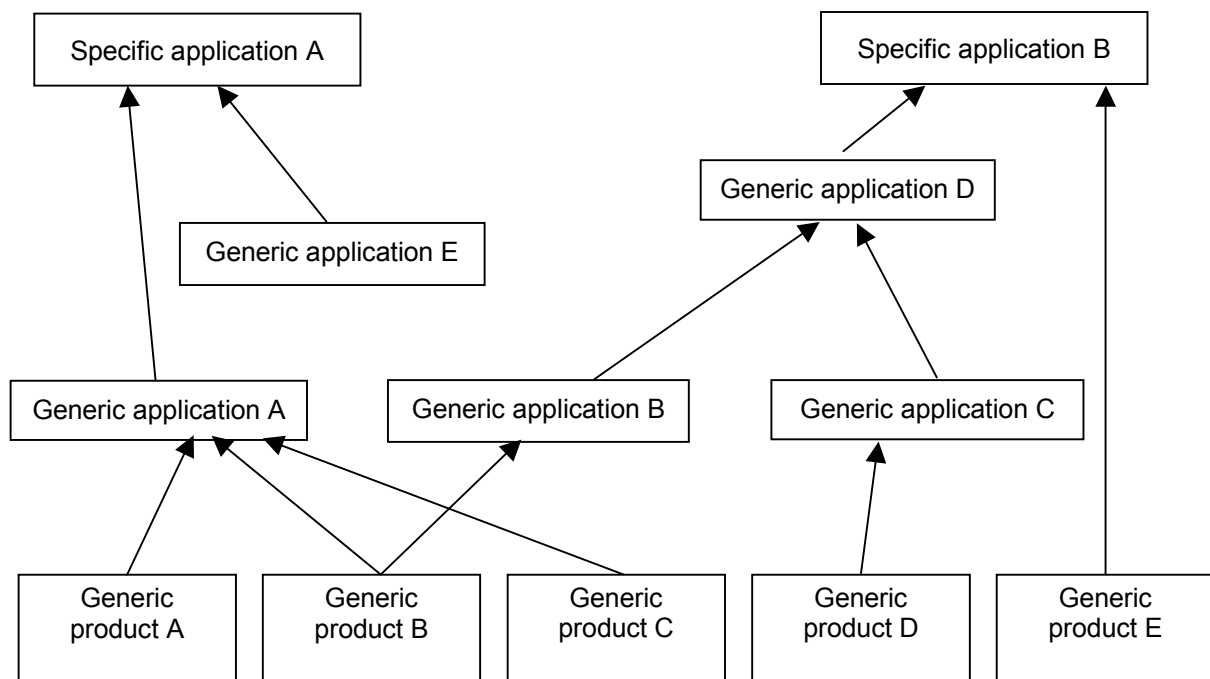 Specific application A
Specific application B
Generic application D
Generic application E
Generic application A
Generic application B
Generic application C
Generic
product A
Generic
product B
Generic
product C
Generic
product D
Generic
product E